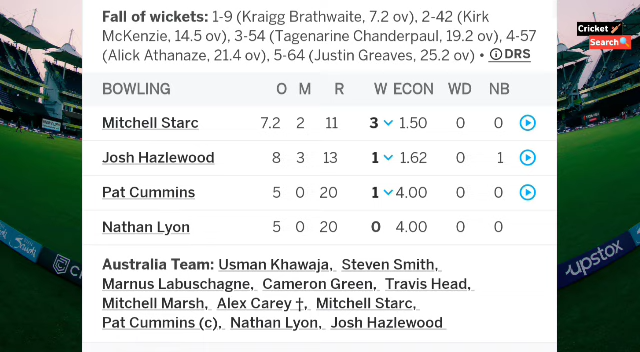 Fall of wickets: 1-9 (Kraigg Brathwaite, 7.2 ov), 2-42 (Kirk
McKenzie, 14.5 ov), 3-54 (Tagenarine Chanderpaul, 19.2 ov), 4-57
(Alick Athanaze, 21.4 ov), 5-64 (Justin Greaves, 25.2 ov) • ⓘ DRS
Cricket
Search
BOWLING O M R W ECON WD NB
Mitchell Starc 7.2 2 11 3 1.50 0 0
Josh Hazlewood 8 3 13 1 1.62 0 1
Pat Cummins 5 0 20 1 4.00 0 0
Nathan Lyon 5 0 20 0 4.00 0 0
Australia Team: Usman Khawaja, Steven Smith,
Marnus Labuschagne, Cameron Green, Travis Head,
Mitchell Marsh, Alex Carey †, Mitchell Starc,
Pat Cummins (c), Nathan Lyon, Josh Hazlewood
upstox